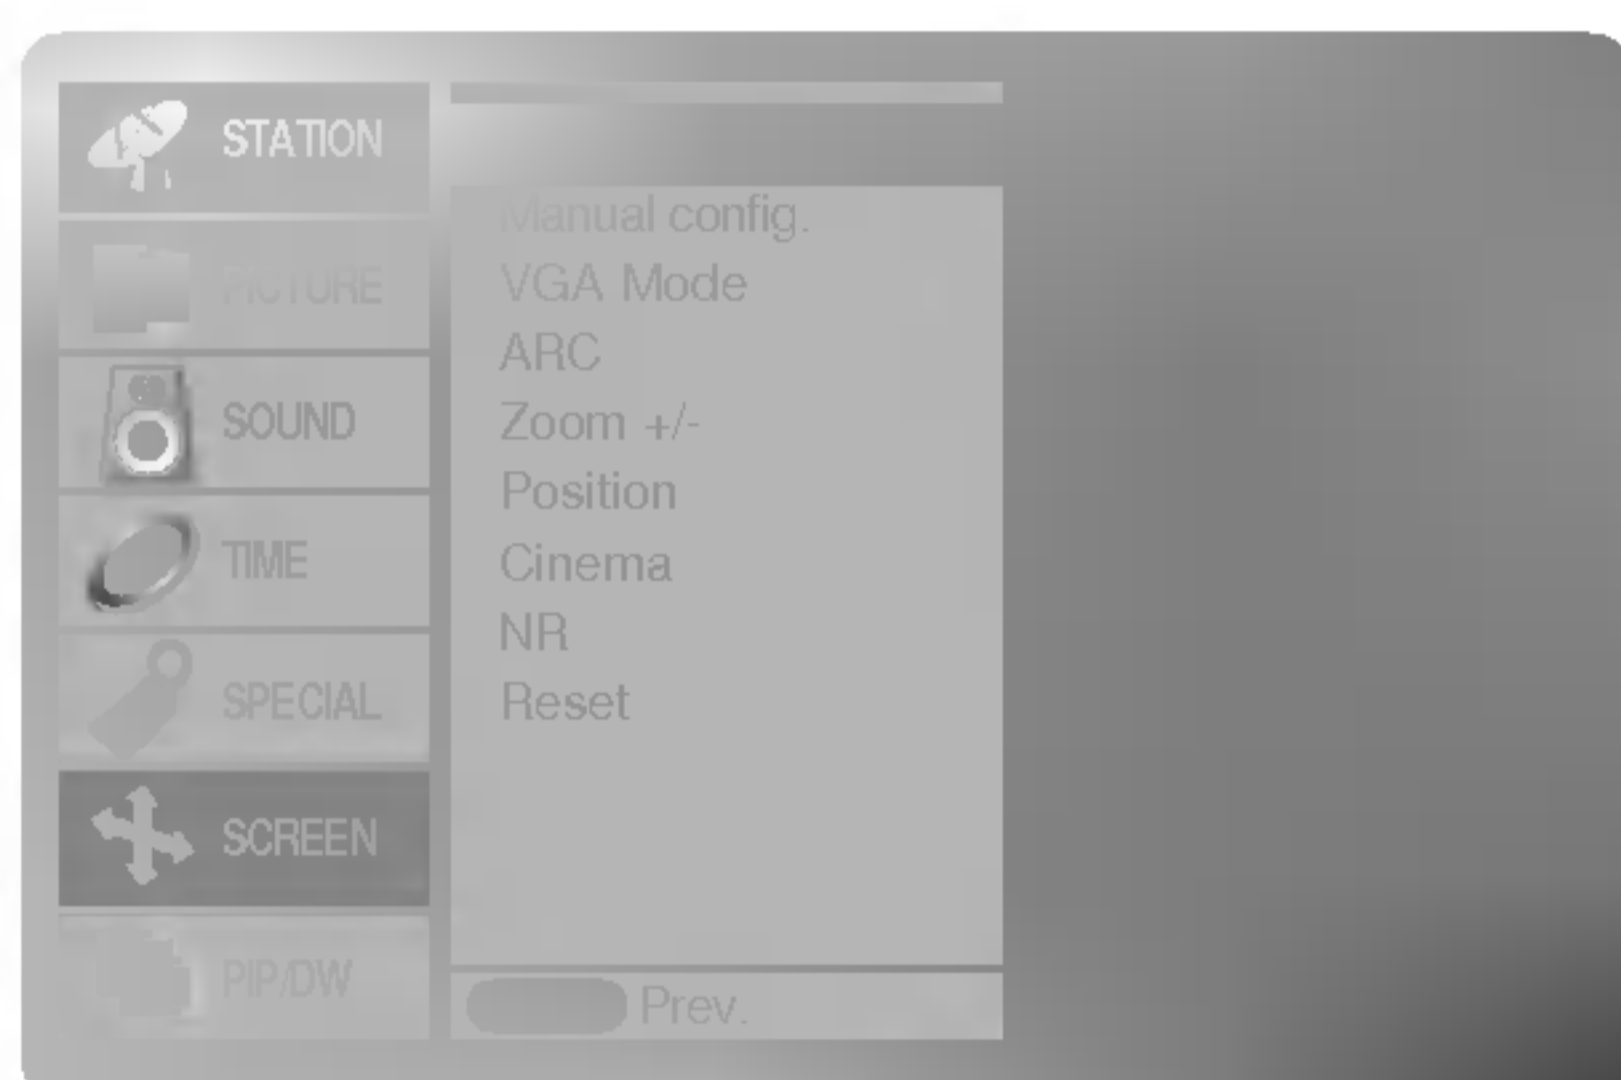 STATION
PICTURE
SOUND
TIME
SPECIAL
SCREEN
PIP/DW
Manual config.
VGA Mode
ARC
Zoom +/-
Position
Cinema
NR
Reset
Prev.